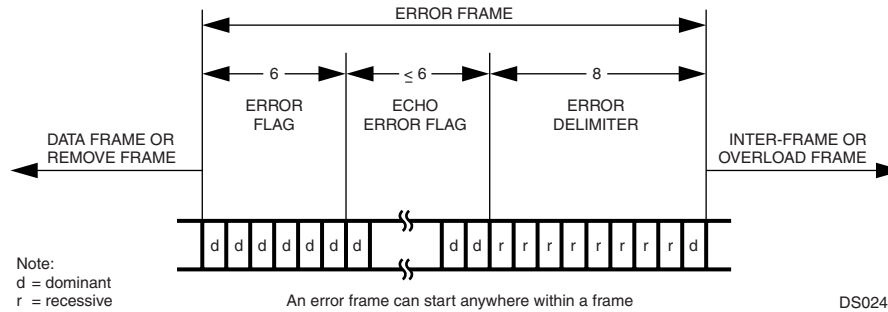 ERROR FRAME
6
≤ 6
8
ERROR
FLAG
ECHO
ERROR FLAG
ERROR
DELIMITER
DATA FRAME OR
REMOVE FRAME
INTER-FRAME OR
OVERLOAD FRAME
d d d d d d d d d r r r r r r r d
Note:
d = dominant
r = recessive
An error frame can start anywhere within a frame
DS024